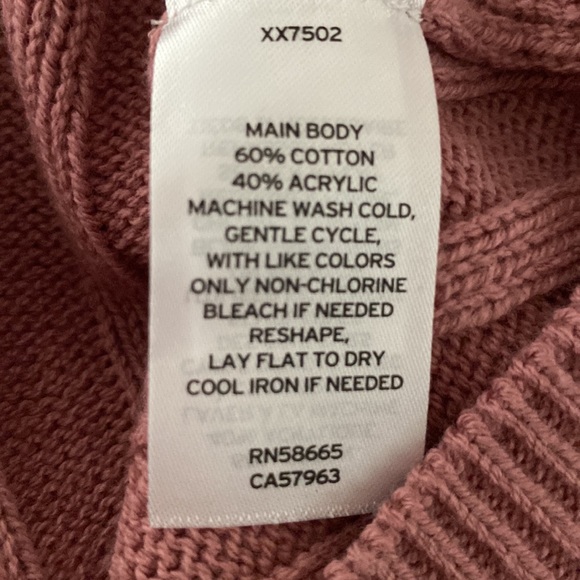 XX7502
MAIN BODY
60% COTTON
40% ACRYLIC
MACHINE WASH COLD,
GENTLE CYCLE,
WITH LIKE COLORS
ONLY NON-CHLORINE
BLEACH IF NEEDED
RESHAPE,
LAY FLAT TO DRY
COOL IRON IF NEEDED
RN58665
CA57963